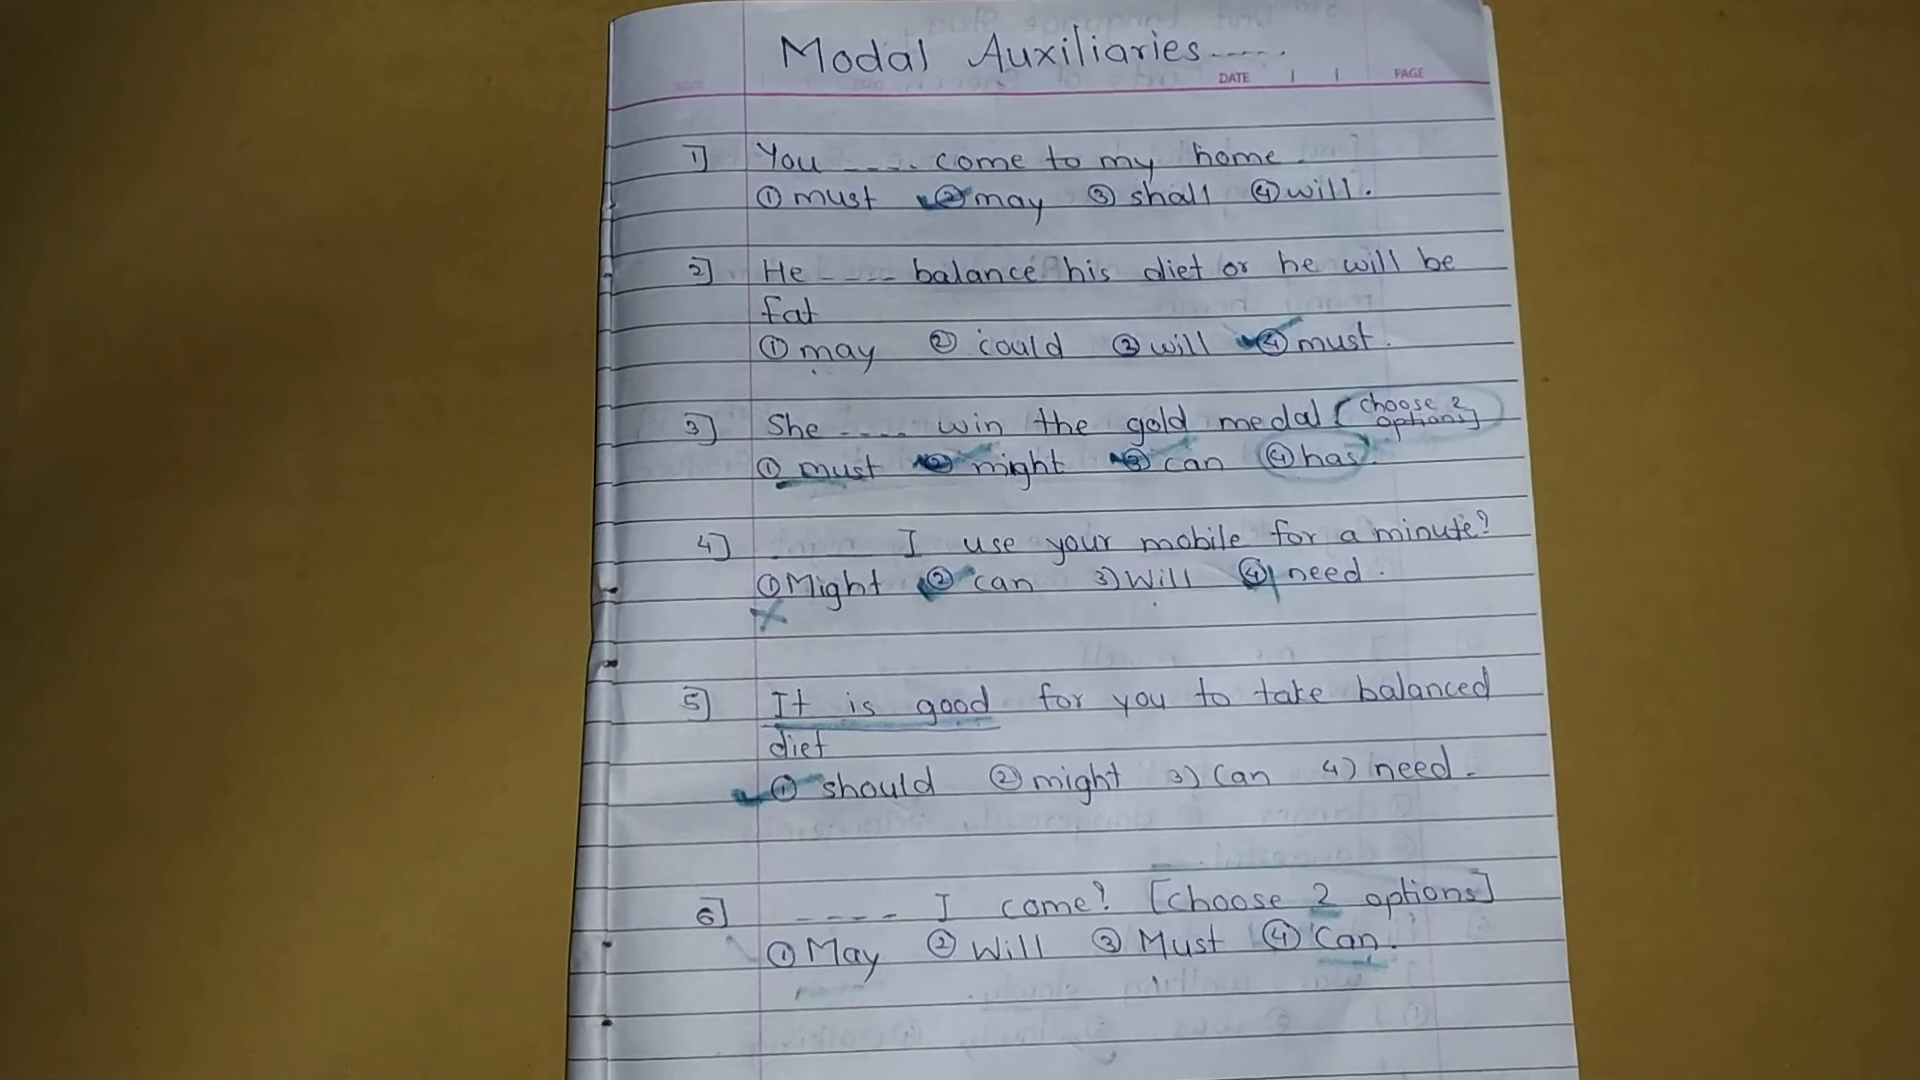 Modal Auxiliaries-----.
DATE | | PAGE
1] You ---- come to my home.
① must ② may ③ shall ④ will.
2] He ---- balance his diet or he will be
fat
① may ② could ③ will ④ must.
3] She ---- win the gold medal [choose 2
options]
① must ② might ③ can ④ has.
4] ---- I use your mobile for a minute?
① Might ② can 3) Will ④ need.
5] It is good for you to take balanced
diet
① should ② might 3) Can 4) need.
6] ---- I come? [choose 2 options]
① May ② Will ③ Must ④ Can.